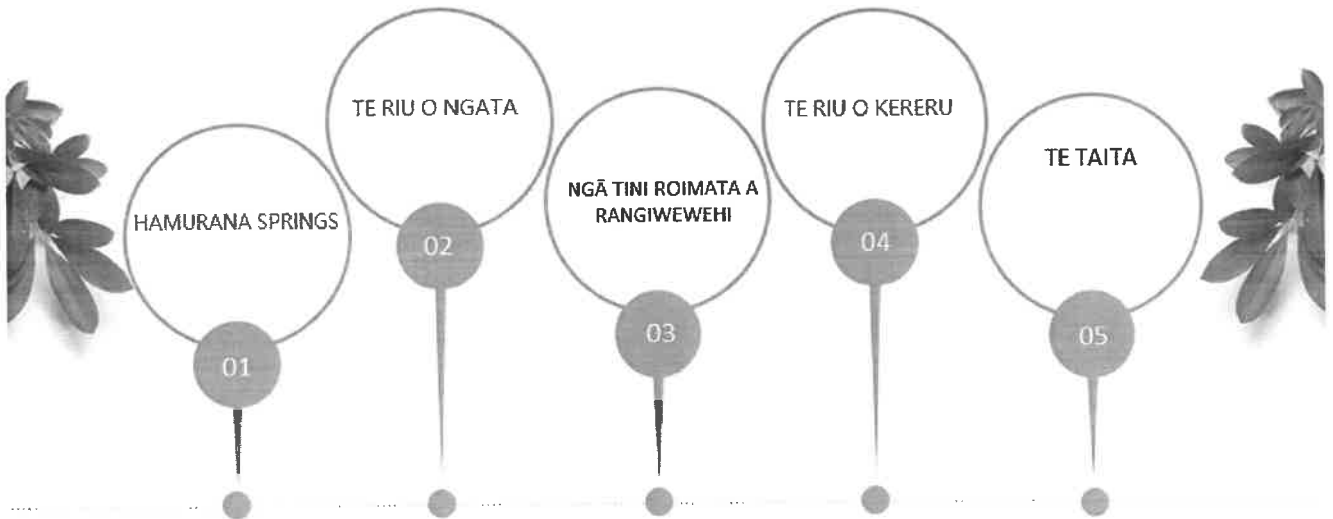 HAMURANA SPRINGS
01
TE RIU O NGATA
02
NGĀ TINI ROIMATA A
RANGIWEWEHI
03
TE RIU O KERERU
04
TE TAITA
05